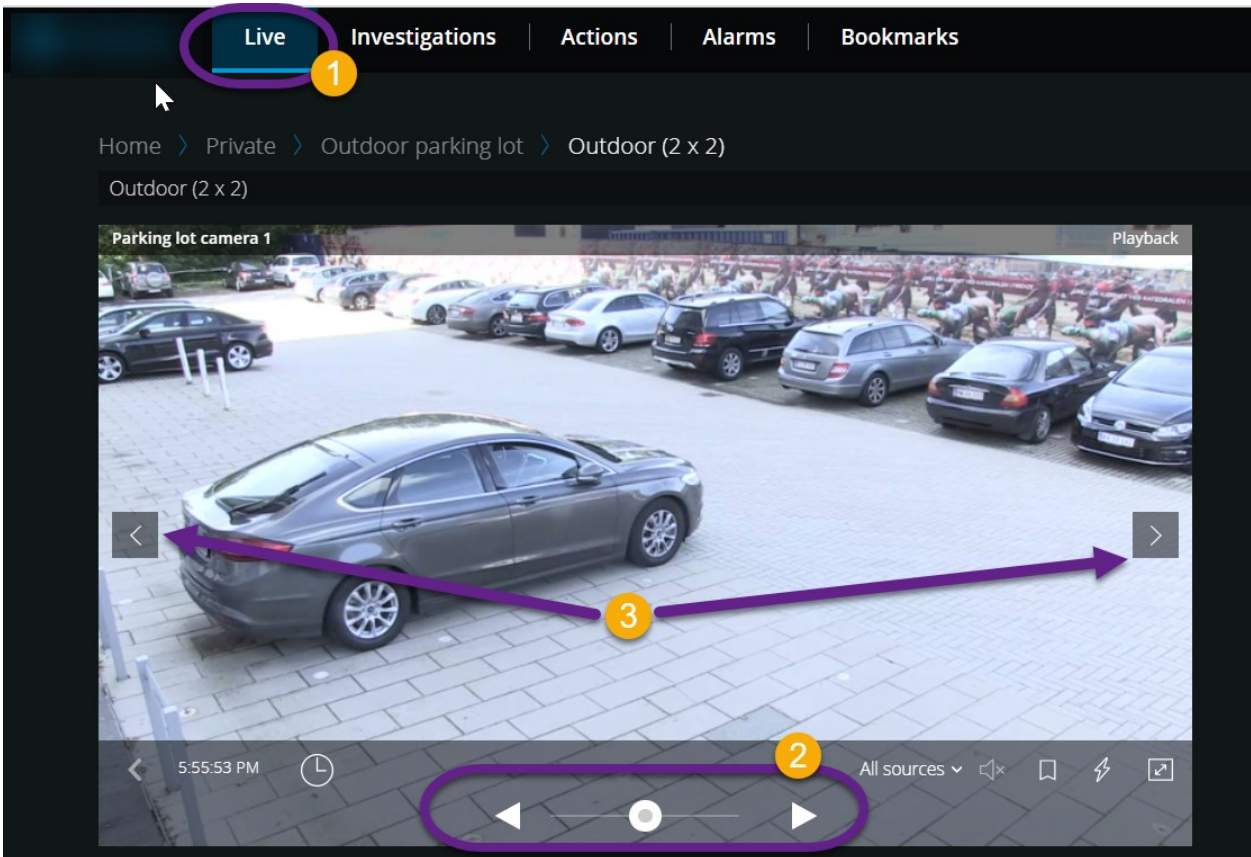 Live Investigations Actions Alarms Bookmarks
1
Home > Private > Outdoor parking lot > Outdoor (2 x 2)
Outdoor (2 x 2)
Parking lot camera 1 Playback
3
2
5:55:53 PM All sources